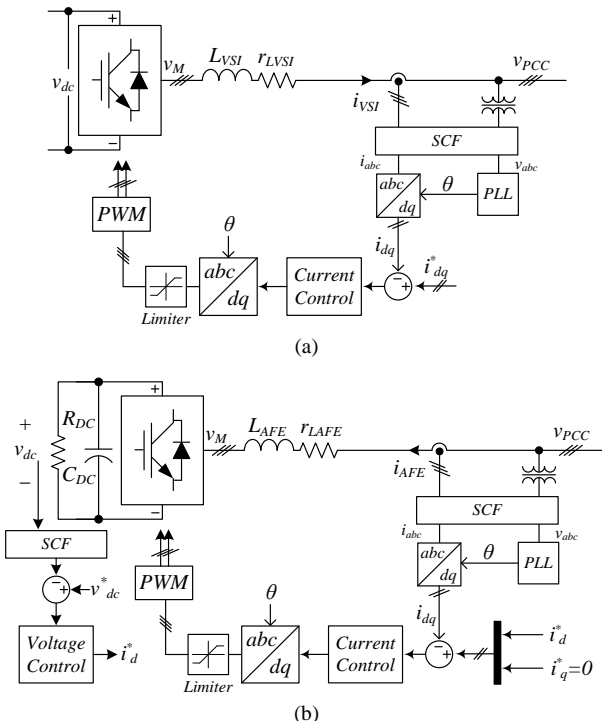 +
v_dc
−
v_M
L_VSI
r_LVSI
i_VSI
v_PCC
SCF
i_abc
v_abc
abc
dq
θ
PLL
PWM
θ
i_dq
abc
dq
Current
Control
− +
i*_dq
Limiter
(a)
+
v_dc
−
R_DC
C_DC
+
−
v_M
L_AFE
r_LAFE
i_AFE
v_PCC
SCF
i_abc
v_abc
abc
dq
θ
PLL
SCF
− +
v*_dc
PWM
θ
i_dq
Voltage
Control
i*_d
Limiter
abc
dq
Current
Control
− +
i*_d
i*_q=0
(b)